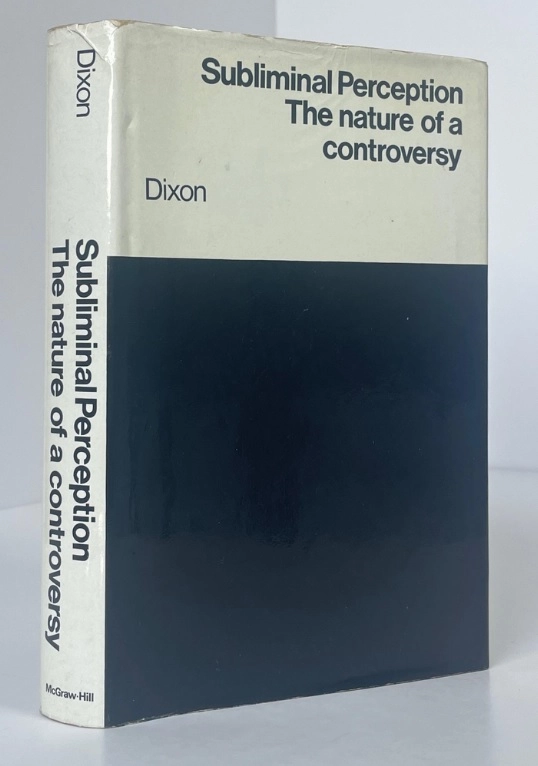 Subliminal Perception
The nature of a
controversy
Dixon
Dixon
Subliminal Perception
The nature of a controversy
McGraw-Hill